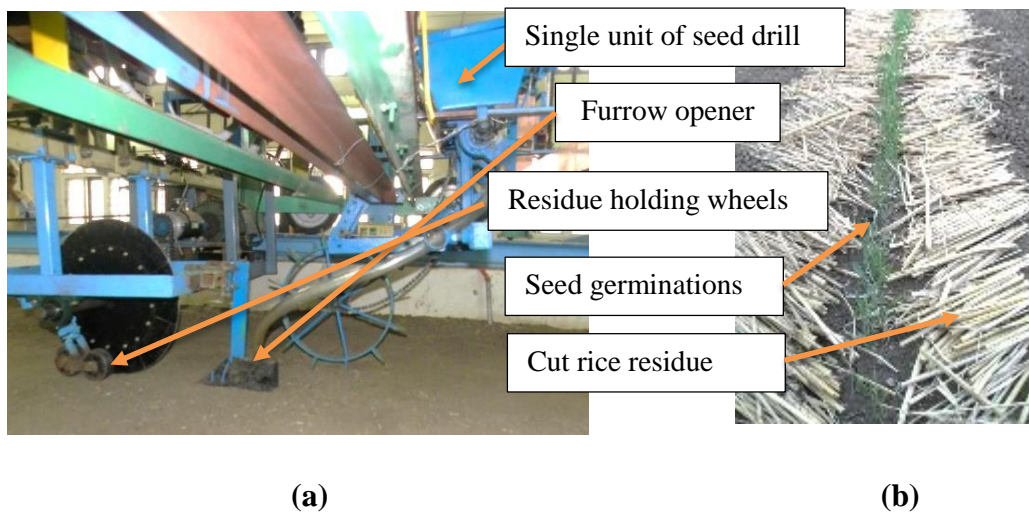 Single unit of seed drill
Furrow opener
Residue holding wheels
Seed germinations
Cut rice residue
(a)
(b)